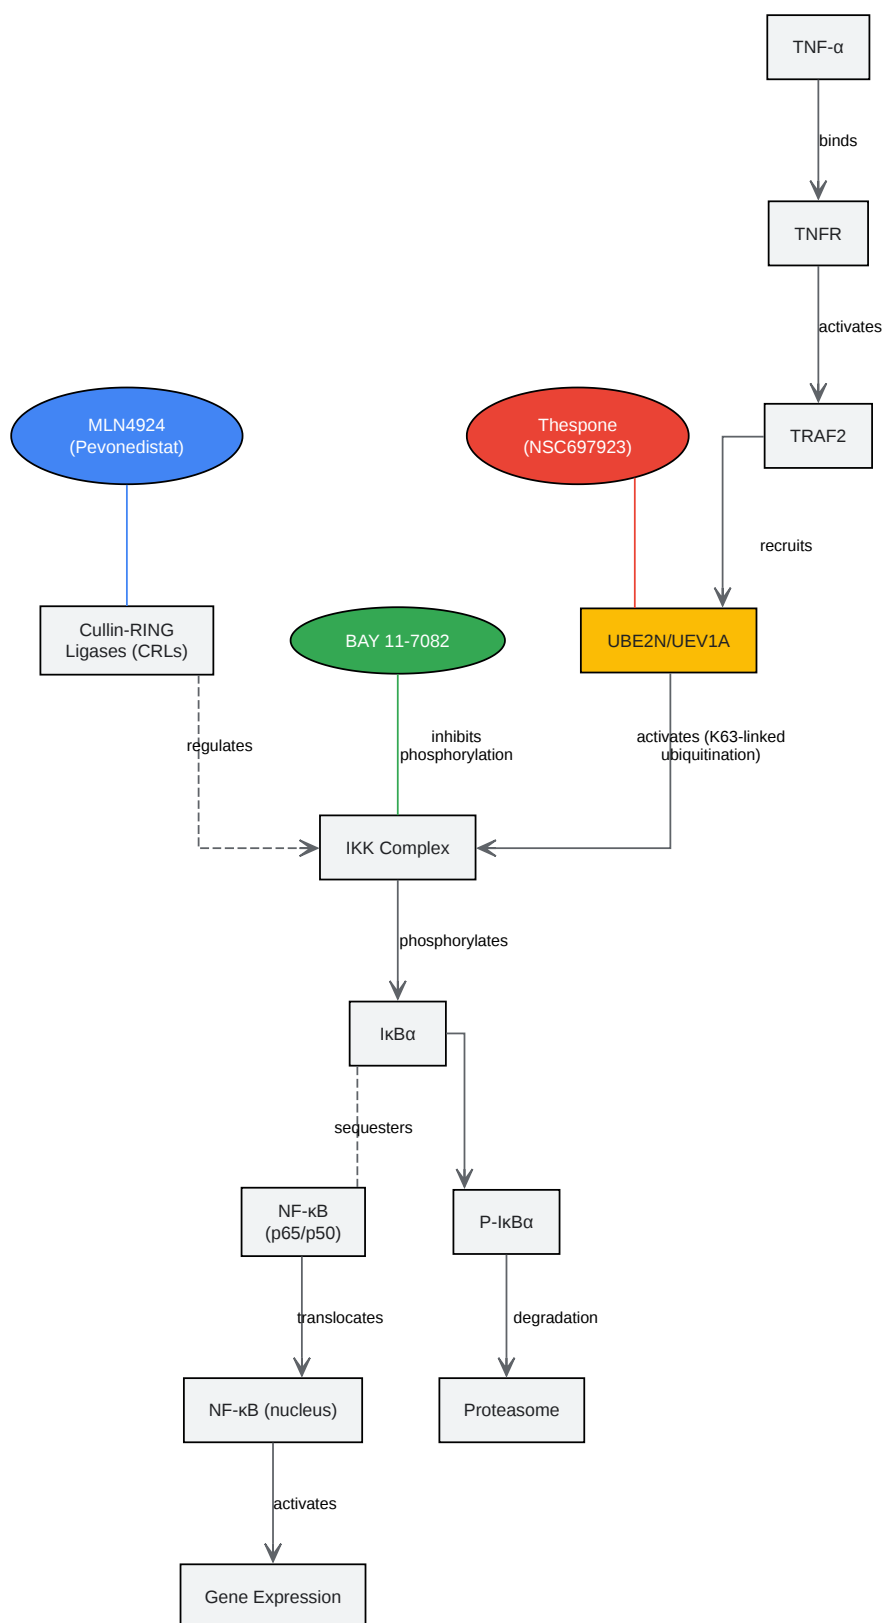 TNF-α
binds
TNFR
activates
MLN4924
(Pevonedistat)
Thespone
(NSC697923)
TRAF2
recruits
Cullin-RING
Ligases (CRLs)
BAY 11-7082
UBE2N/UEV1A
regulates
inhibits
phosphorylation
activates (K63-linked
ubiquitination)
IKK Complex
phosphorylates
IκBα
sequesters
NF-κB
(p65/p50)
P-IκBα
translocates
degradation
NF-κB (nucleus)
Proteasome
activates
Gene Expression